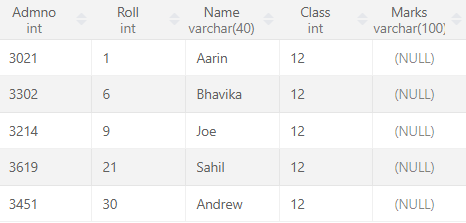 Admno Roll Name Class Marks
int int varchar(40) int varchar(100)
3021 1 Aarin 12 (NULL)
3302 6 Bhavika 12 (NULL)
3214 9 Joe 12 (NULL)
3619 21 Sahil 12 (NULL)
3451 30 Andrew 12 (NULL)